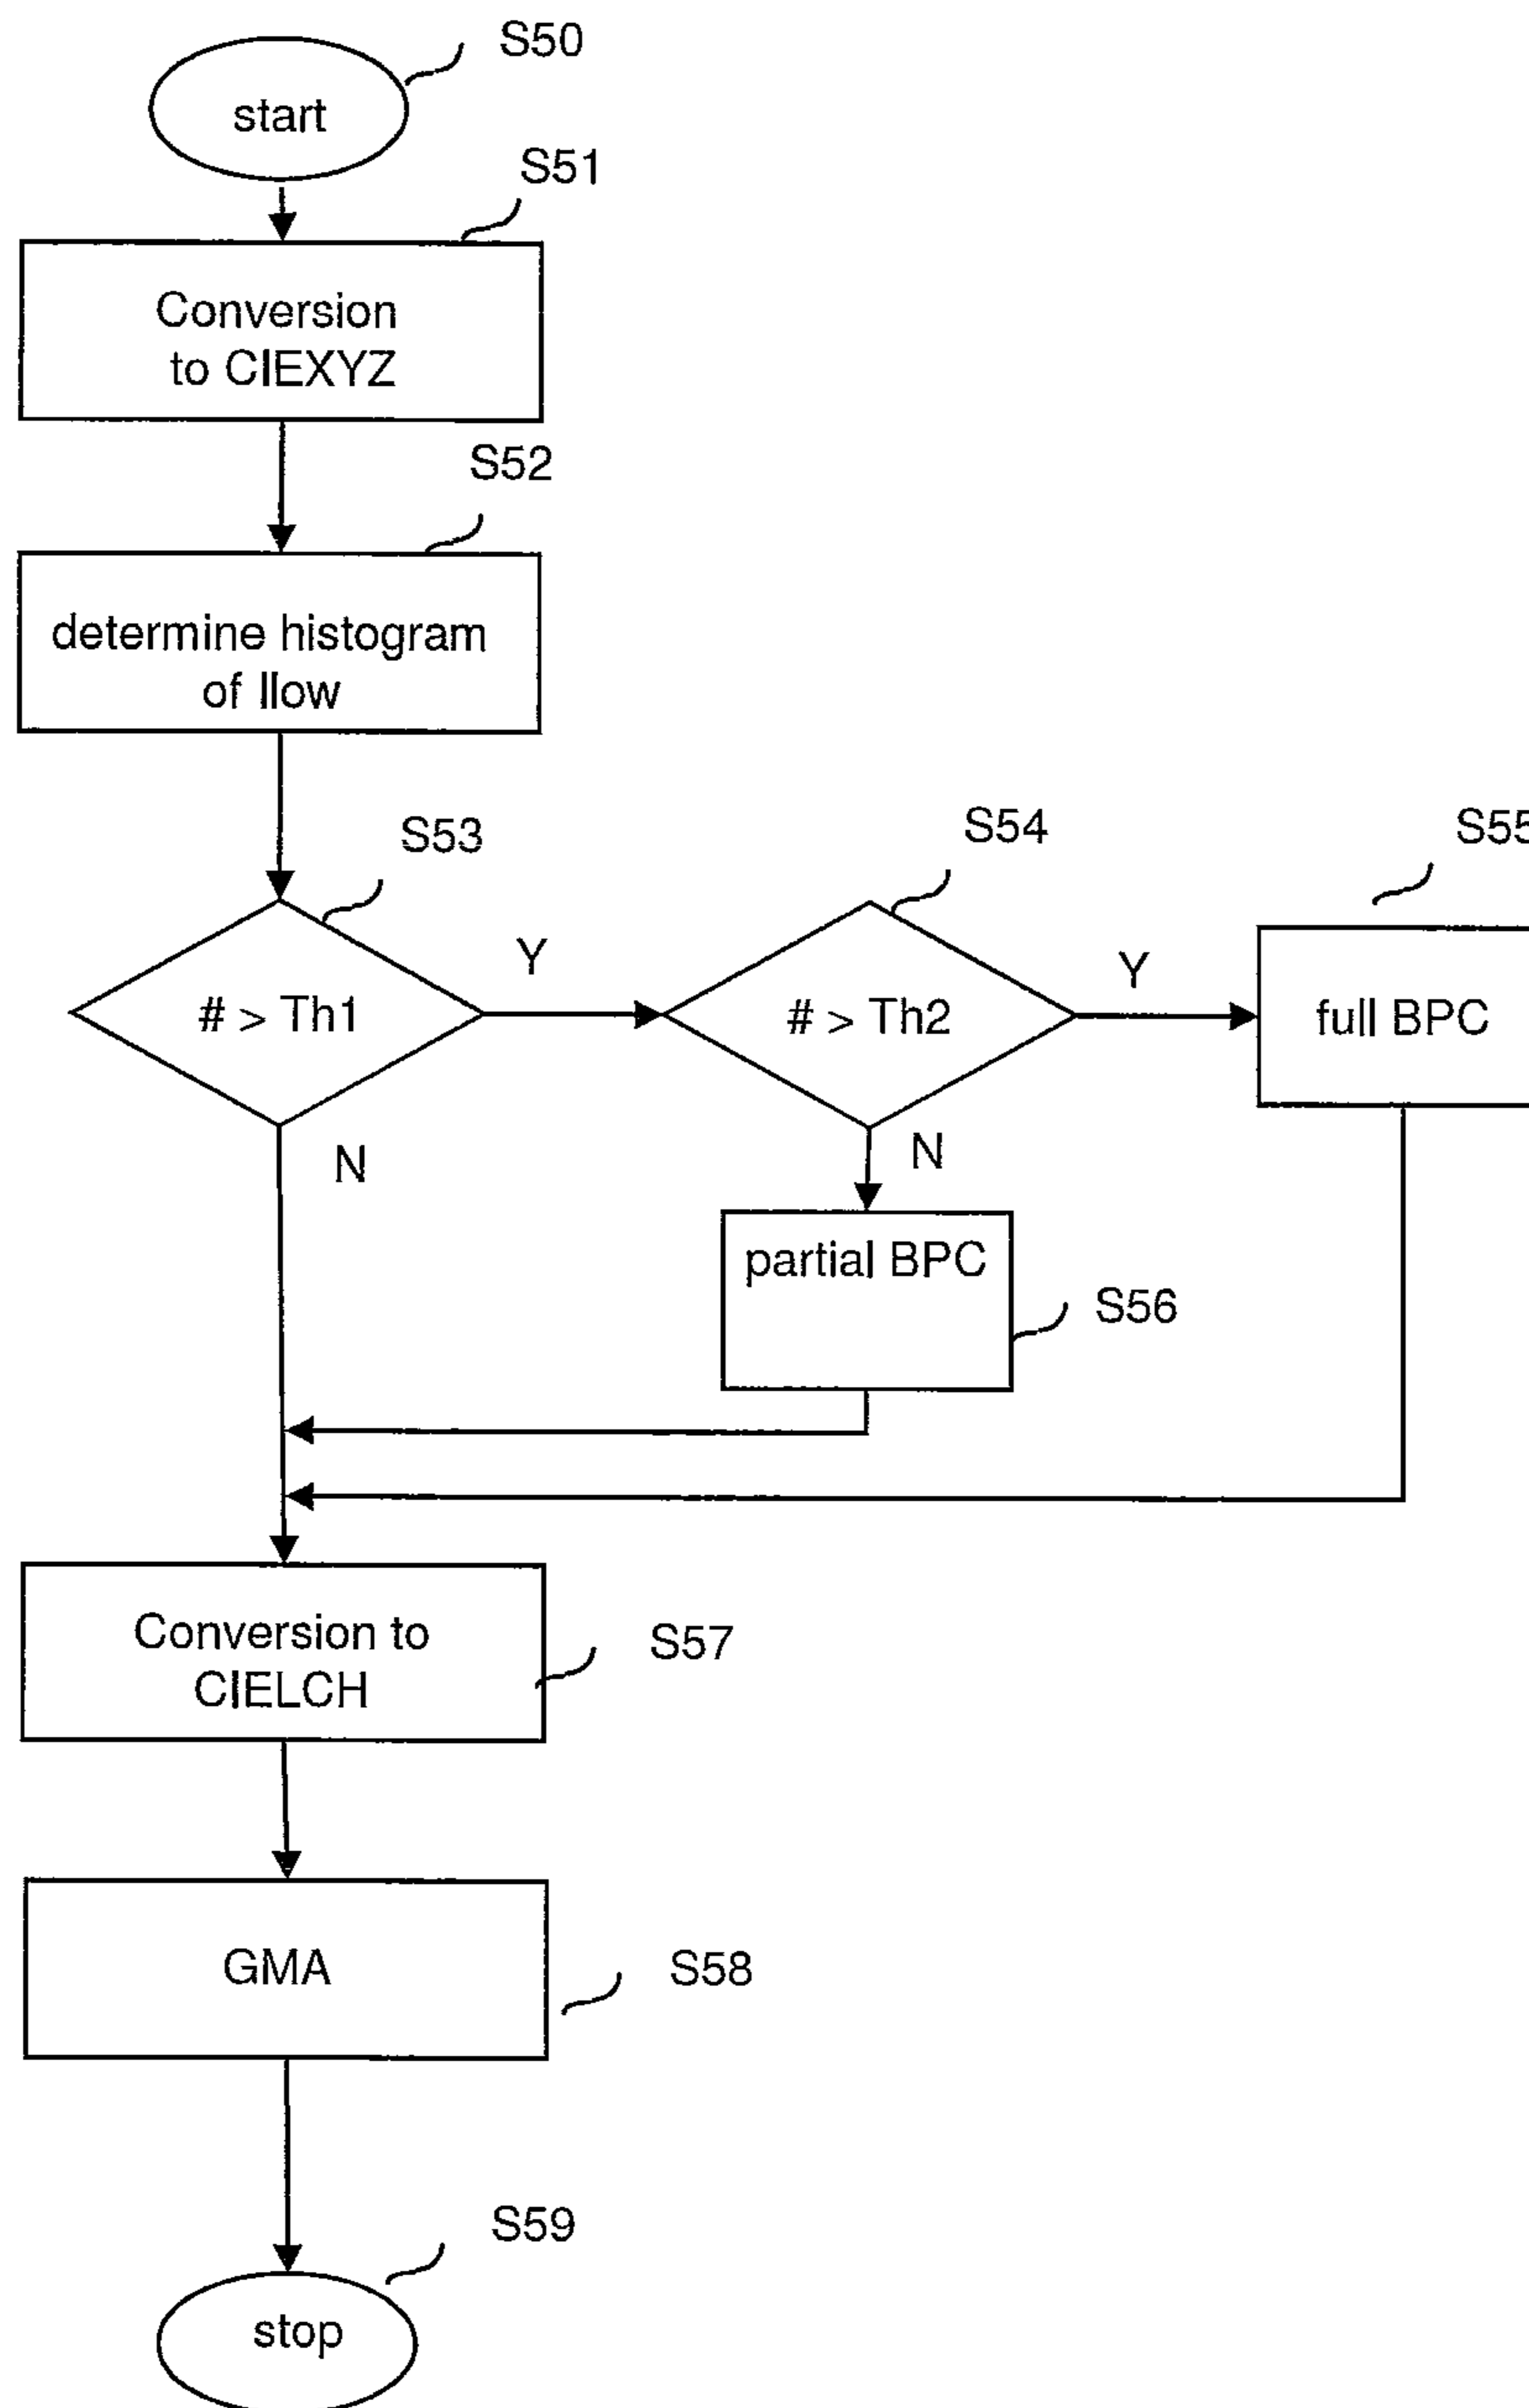 S50
start
S51
Conversion
to CIEXYZ
S52
determine histogram
of Ilow
S53
S54
S55
# > Th1
Y
# > Th2
Y
full BPC
N
N
partial BPC
S56
Conversion to
CIELCH
S57
GMA
S58
S59
stop